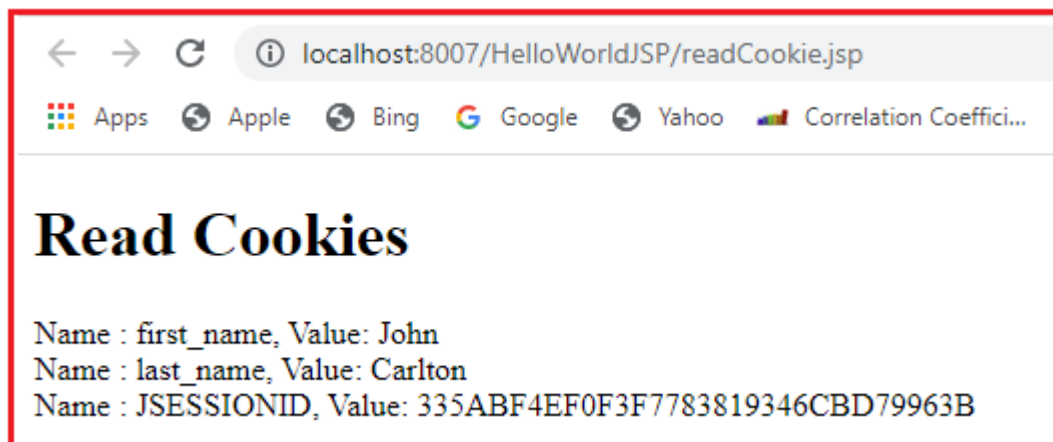 localhost:8007/HelloWorldJSP/readCookie.jsp
Apps Apple Bing G Google Yahoo Correlation Coeffici...
Read Cookies
Name : first_name, Value: John
Name : last_name, Value: Carlton
Name : JSESSIONID, Value: 335ABF4EF0F3F7783819346CBD79963B